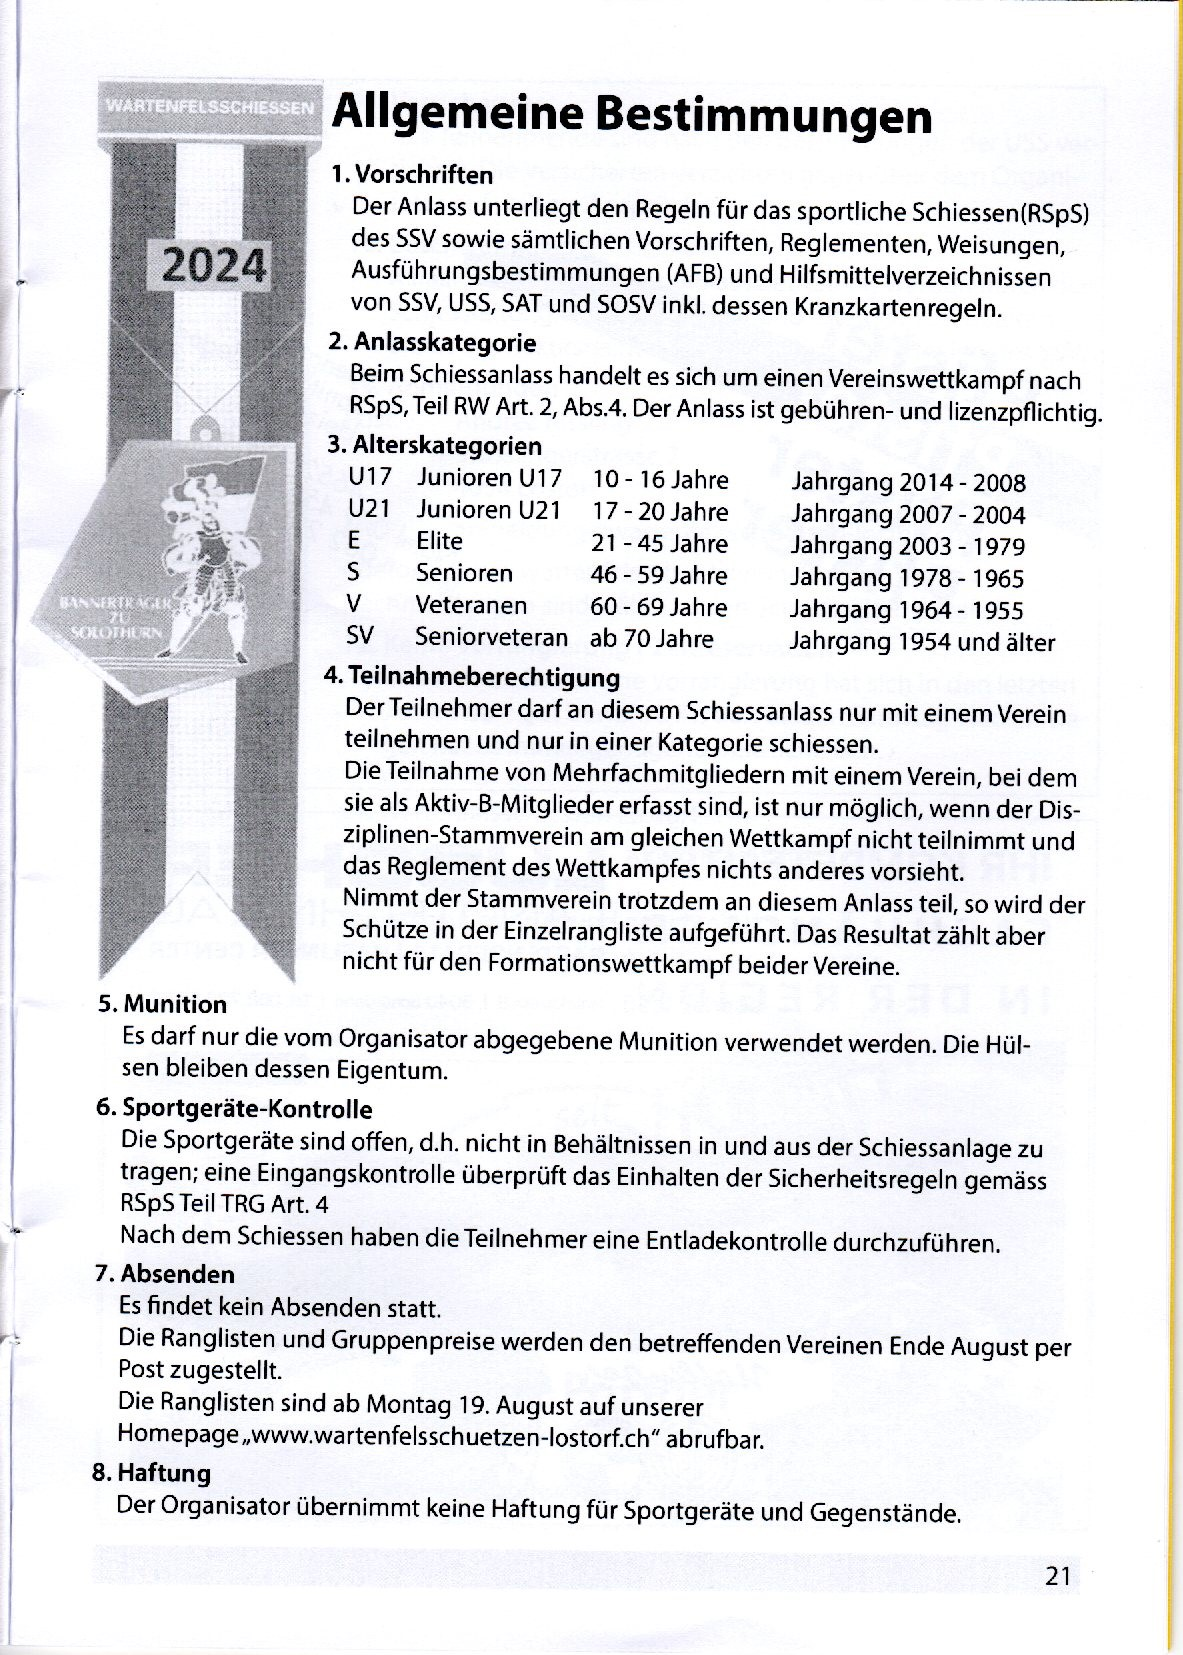 WARTENFELSSCHIESSEN
2024
BANNERTRÄGER
ZU
SOLOTHURN
Allgemeine Bestimmungen
1. Vorschriften
Der Anlass unterliegt den Regeln für das sportliche Schiessen(RSpS)
des SSV sowie sämtlichen Vorschriften, Reglementen, Weisungen,
Ausführungsbestimmungen (AFB) und Hilfsmittelverzeichnissen
von SSV, USS, SAT und SOSV inkl. dessen Kranzkartenregeln.
2. Anlasskategorie
Beim Schiessanlass handelt es sich um einen Vereinswettkampf nach
RSpS, Teil RW Art. 2, Abs.4. Der Anlass ist gebühren- und lizenzpflichtig.
3. Alterskategorien
U17 Junioren U17 10 - 16 Jahre Jahrgang 2014 - 2008
U21 Junioren U21 17 - 20 Jahre Jahrgang 2007 - 2004
E Elite 21 - 45 Jahre Jahrgang 2003 - 1979
S Senioren 46 - 59 Jahre Jahrgang 1978 - 1965
V Veteranen 60 - 69 Jahre Jahrgang 1964 - 1955
SV Seniorveteran ab 70 Jahre Jahrgang 1954 und älter
4. Teilnahmeberechtigung
Der Teilnehmer darf an diesem Schiessanlass nur mit einem Verein
teilnehmen und nur in einer Kategorie schiessen.
Die Teilnahme von Mehrfachmitgliedern mit einem Verein, bei dem
sie als Aktiv-B-Mitglieder erfasst sind, ist nur möglich, wenn der Dis-
ziplinen-Stammverein am gleichen Wettkampf nicht teilnimmt und
das Reglement des Wettkampfes nichts anderes vorsieht.
Nimmt der Stammverein trotzdem an diesem Anlass teil, so wird der
Schütze in der Einzelrangliste aufgeführt. Das Resultat zählt aber
nicht für den Formationswettkampf beider Vereine.
5. Munition
Es darf nur die vom Organisator abgegebene Munition verwendet werden. Die Hül-
sen bleiben dessen Eigentum.
6. Sportgeräte-Kontrolle
Die Sportgeräte sind offen, d.h. nicht in Behältnissen in und aus der Schiessanlage zu
tragen; eine Eingangskontrolle überprüft das Einhalten der Sicherheitsregeln gemäss
RSpS Teil TRG Art. 4
Nach dem Schiessen haben die Teilnehmer eine Entladekontrolle durchzuführen.
7. Absenden
Es findet kein Absenden statt.
Die Ranglisten und Gruppenpreise werden den betreffenden Vereinen Ende August per
Post zugestellt.
Die Ranglisten sind ab Montag 19. August auf unserer
Homepage „www.wartenfelsschuetzen-lostorf.ch" abrufbar.
8. Haftung
Der Organisator übernimmt keine Haftung für Sportgeräte und Gegenstände.
21